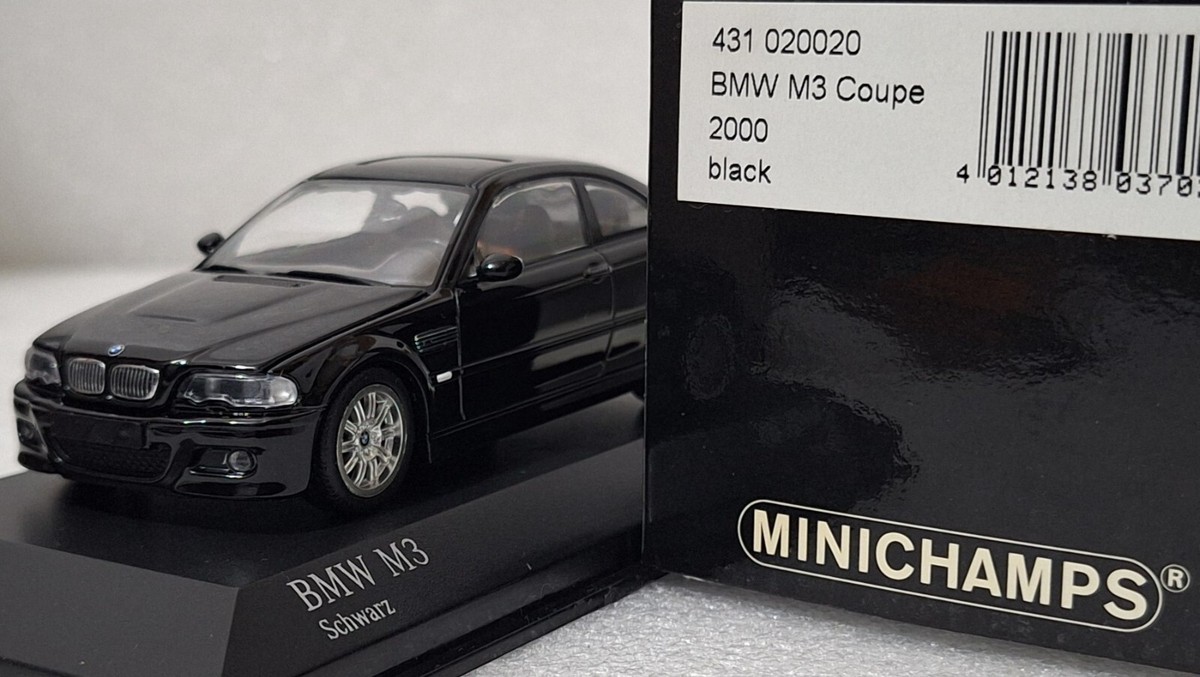 431 020020
BMW M3 Coupe
2000
black
4 012138 0370
MINICHAMPS®
BMW M3
Schwarz